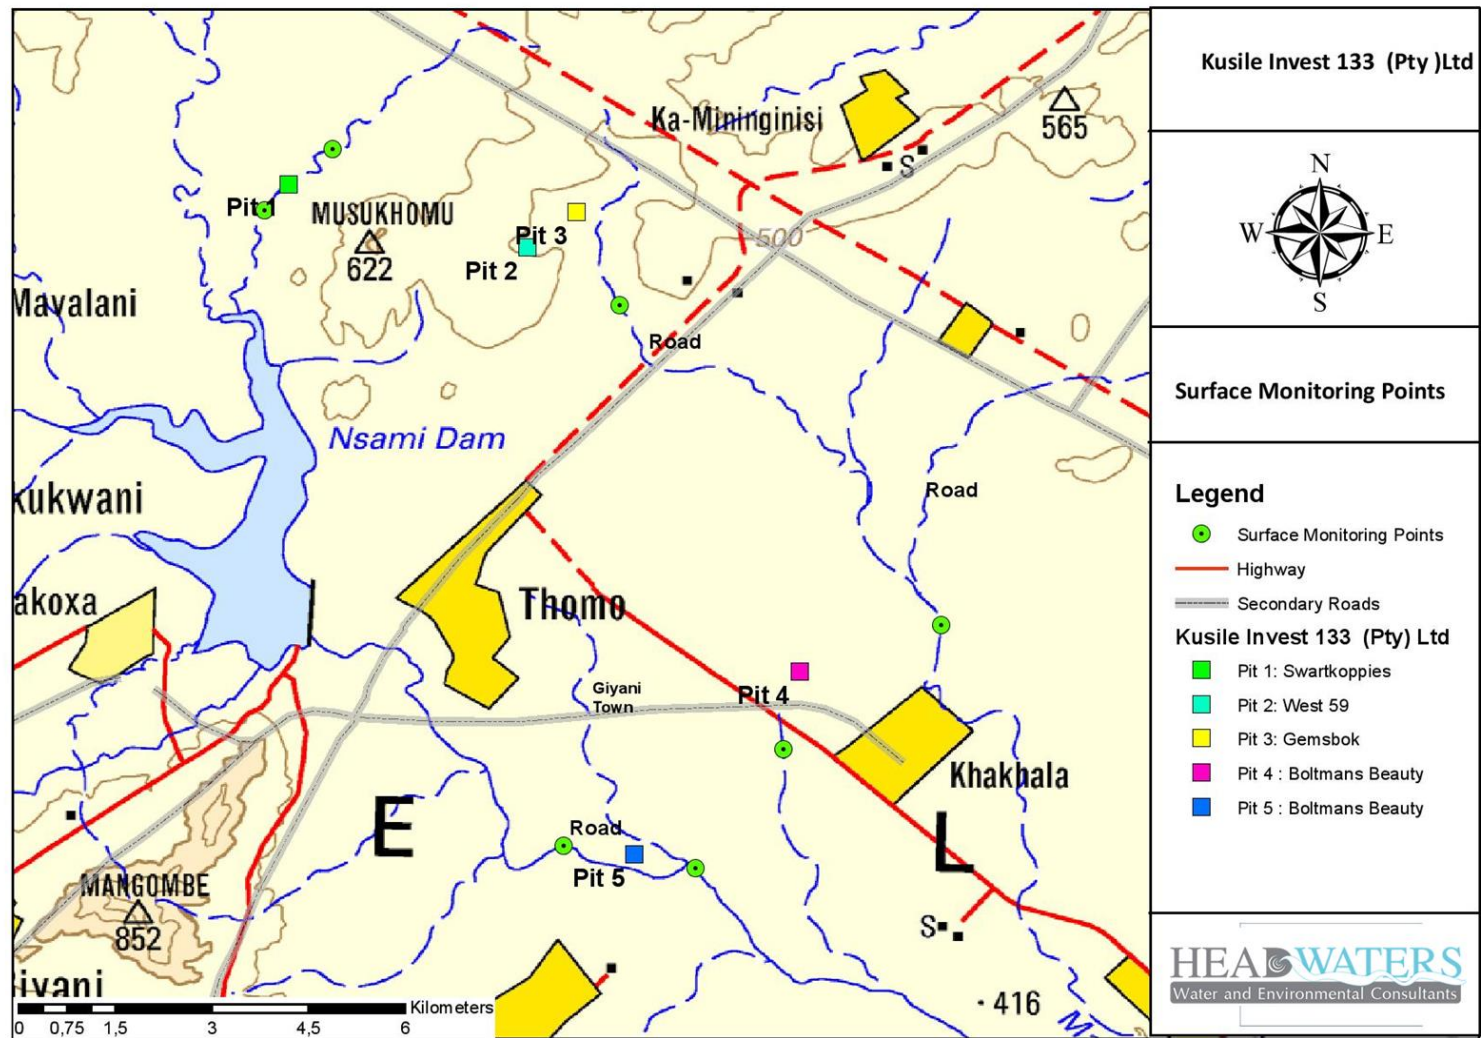 Ka-Mininginisi
565
S
Pit 1
MUSUKHOMU
622
Pit 3
Pit 2
500
Mavalani
Road
Nsami Dam
kukwani
Road
akoxa
Thomo
Giyani
Town
Pit 4
Khakhala
E
L
Road
Pit 5
MANGOMBE
852
S
iyani
416
M
Kilometers
0 0,75 1,5 3 4,5 6
Kusile Invest 133 (Pty )Ltd
N
W E
S
Surface Monitoring Points
Legend
Surface Monitoring Points
Highway
Secondary Roads
Kusile Invest 133 (Pty) Ltd
Pit 1: Swartkoppies
Pit 2: West 59
Pit 3: Gemsbok
Pit 4 : Boltmans Beauty
Pit 5 : Boltmans Beauty
HEADWATERS
Water and Environmental Consultants